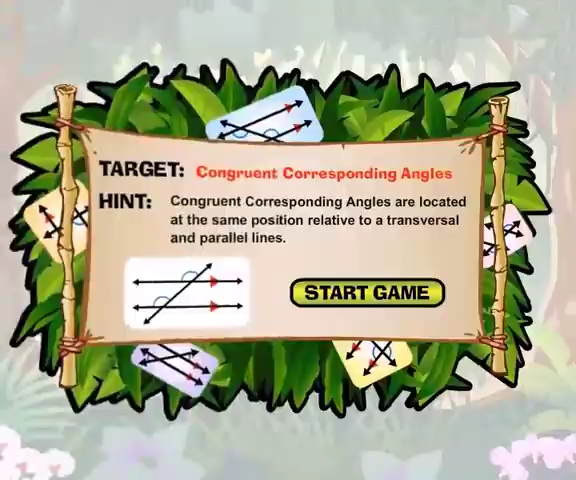 TARGET: Congruent Corresponding Angles
HINT: Congruent Corresponding Angles are located
at the same position relative to a transversal
and parallel lines.
START GAME